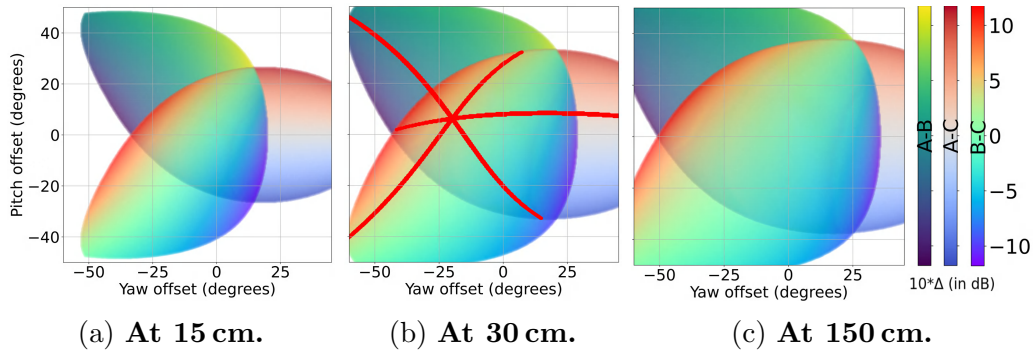 Pitch offset (degrees)
40
20
0
−20
−40
−50
−25
0
25
Yaw offset (degrees)
−50
−25
0
25
Yaw offset (degrees)
−50
−25
0
25
Yaw offset (degrees)
A-B
A-C
B-C
10
5
0
−5
−10
10*Δ (in dB)
(a) At 15 cm.
(b) At 30 cm.
(c) At 150 cm.